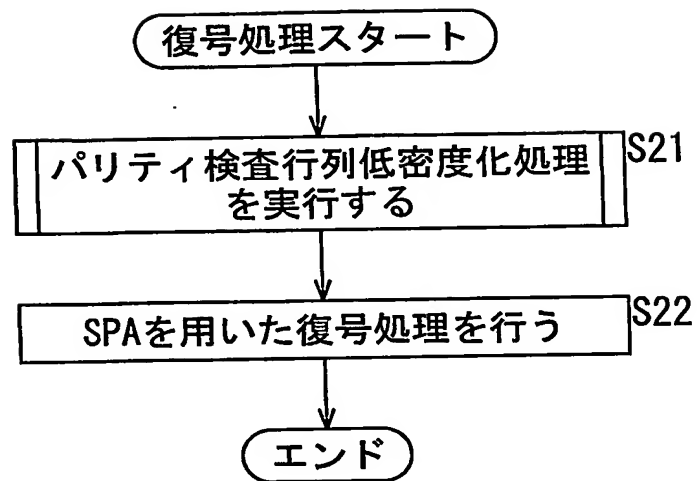 復号処理スタート
パリティ検査行列低密度化処理
を実行する
S21
SPAを用いた復号処理を行う
S22
エンド